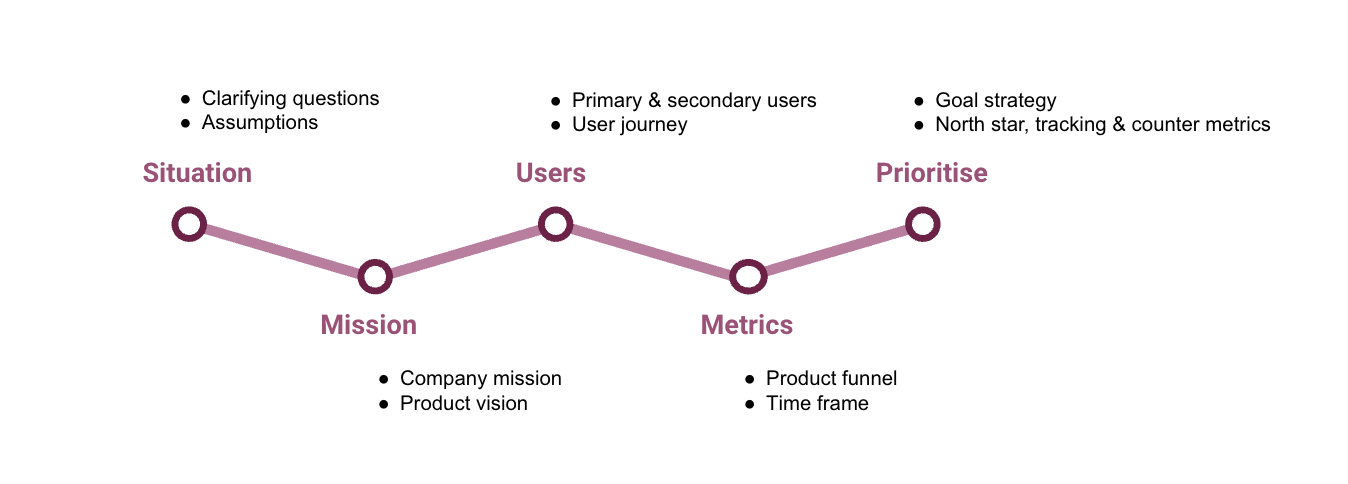 ● Clarifying questions
● Assumptions
Situation
● Primary & secondary users
● User journey
Users
● Goal strategy
● North star, tracking & counter metrics
Prioritise
Mission
● Company mission
● Product vision
Metrics
● Product funnel
● Time frame